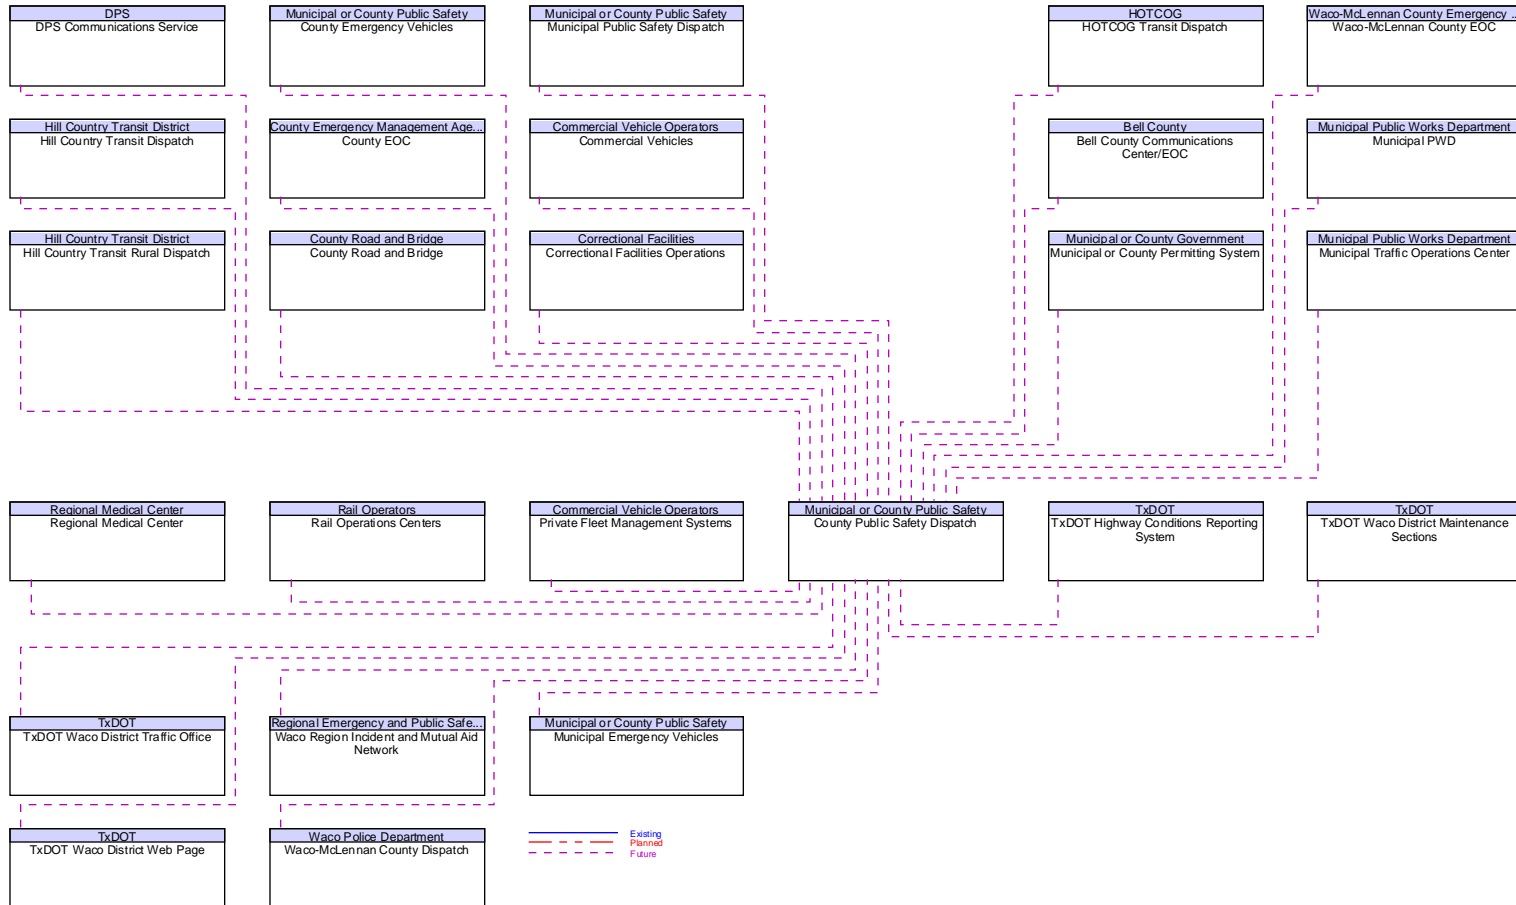 DPS
DPS Communications Service
Municipal or County Public Safety
County Emergency Vehicles
Municipal or County Public Safety
Municipal Public Safety Dispatch
HOTCOG
HOTCOG Transit Dispatch
Waco-McLennan County Emergency ...
Waco-McLennan County EOC
Hill Country Transit District
Hill Country Transit Dispatch
County Emergency Management Age...
County EOC
Commercial Vehicle Operators
Commercial Vehicles
Bell County
Bell County Communications
Center/EOC
Municipal Public Works Department
Municipal PWD
Hill Country Transit District
Hill Country Transit Rural Dispatch
County Road and Bridge
County Road and Bridge
Correctional Facilities
Correctional Facilities Operations
Municipal or County Government
Municipal or County Permitting System
Municipal Public Works Department
Municipal Traffic Operations Center
Regional Medical Center
Regional Medical Center
Rail Operators
Rail Operations Centers
Commercial Vehicle Operators
Private Fleet Management Systems
Municipal or County Public Safety
County Public Safety Dispatch
TxDOT
TxDOT Highway Conditions Reporting
System
TxDOT
TxDOT Waco District Maintenance
Sections
TxDOT
TxDOT Waco District Traffic Office
Regional Emergency and Public Safe...
Waco Region Incident and Mutual Aid
Network
Municipal or County Public Safety
Municipal Emergency Vehicles
TxDOT
TxDOT Waco District Web Page
Waco Police Department
Waco-McLennan County Dispatch
Existing
Planned
Future